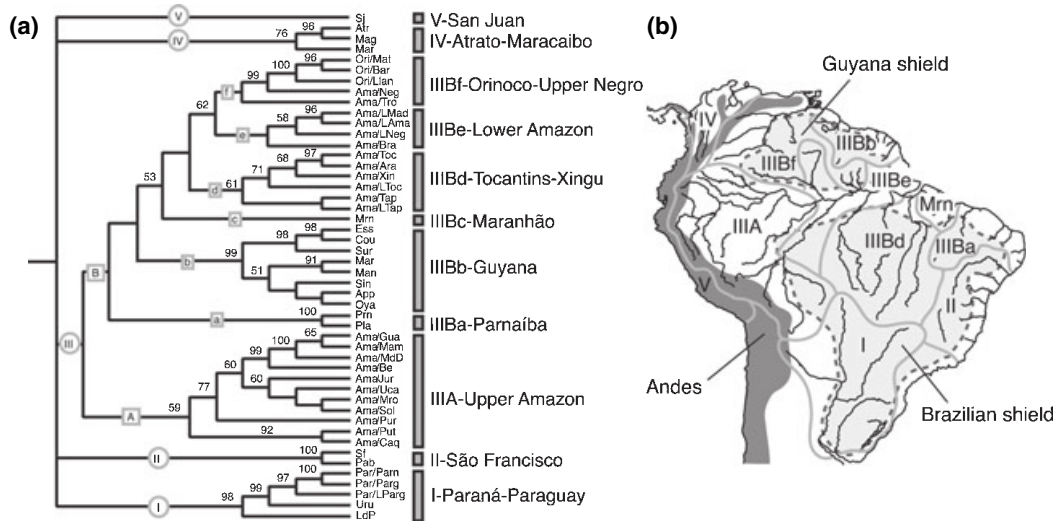 (a)
V
Sj
V-San Juan
IV
76
96
Atr
Mag
Mar
IV-Atrato-Maracaibo
III
B
53
62
f
99
100
96
Ori/Mat
Ori/Bar
Ori/Llan
Ama/Neg
Ama/Tro
IIIBf-Orinoco-Upper Negro
e
58
96
Ama/LMad
Ama/LAma
Ama/LNeg
Ama/Bra
IIIBe-Lower Amazon
d
61
71
68
97
Ama/Toc
Ama/Ara
Ama/Xin
Ama/LToc
Ama/Tap
Ama/LTap
IIIBd-Tocantins-Xingu
c
Mrn
IIIBc-Maranhão
b
99
98
98
51
91
Ess
Cou
Sur
Mar
Man
Sin
App
Oya
IIIBb-Guyana
a
100
Prn
Pla
IIIBa-Parnaíba
A
59
77
60
99
100
65
60
92
Ama/Gua
Ama/Mam
Ama/MdD
Ama/Be
Ama/Jur
Ama/Uca
Ama/Mro
Ama/Sol
Ama/Pur
Ama/Put
Ama/Caq
IIIA-Upper Amazon
II
100
Sf
Pab
II-São Francisco
I
98
99
97
100
Par/Parn
Par/Parg
Par/LParg
Uru
LdP
I-Paraná-Paraguay
(b)
Guyana shield
IV
IIIBb
IIIBf
IIIBe
Mrn
IIIA
IIIBd
IIIBa
V
II
I
Andes
Brazilian shield